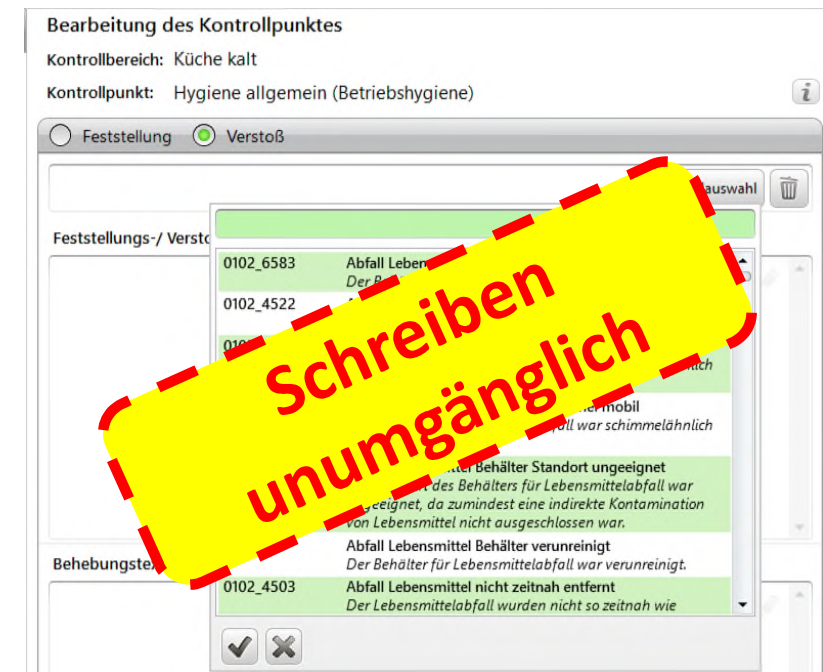 Bearbeitung des Kontrollpunktes
Kontrollbereich: Küche kalt
Kontrollpunkt: Hygiene allgemein (Betriebshygiene)
i
Feststellung Verstoß
auswahl
Feststellungs-/ Versto
0102_6583 Abfall Leben
Der
0102_4522
Schreiben
unumgänglich
lich
mobil
fall war schimmelähnlich
Behälter Standort ungeeignet
des Behälters für Lebensmittelabfall war
ungeeignet, da zumindest eine indirekte Kontamination
von Lebensmittel nicht ausgeschlossen war.
Abfall Lebensmittel Behälter verunreinigt
Der Behälter für Lebensmittelabfall war verunreinigt.
Behebungste
0102_4503 Abfall Lebensmittel nicht zeitnah entfernt
Der Lebensmittelabfall wurden nicht so zeitnah wie